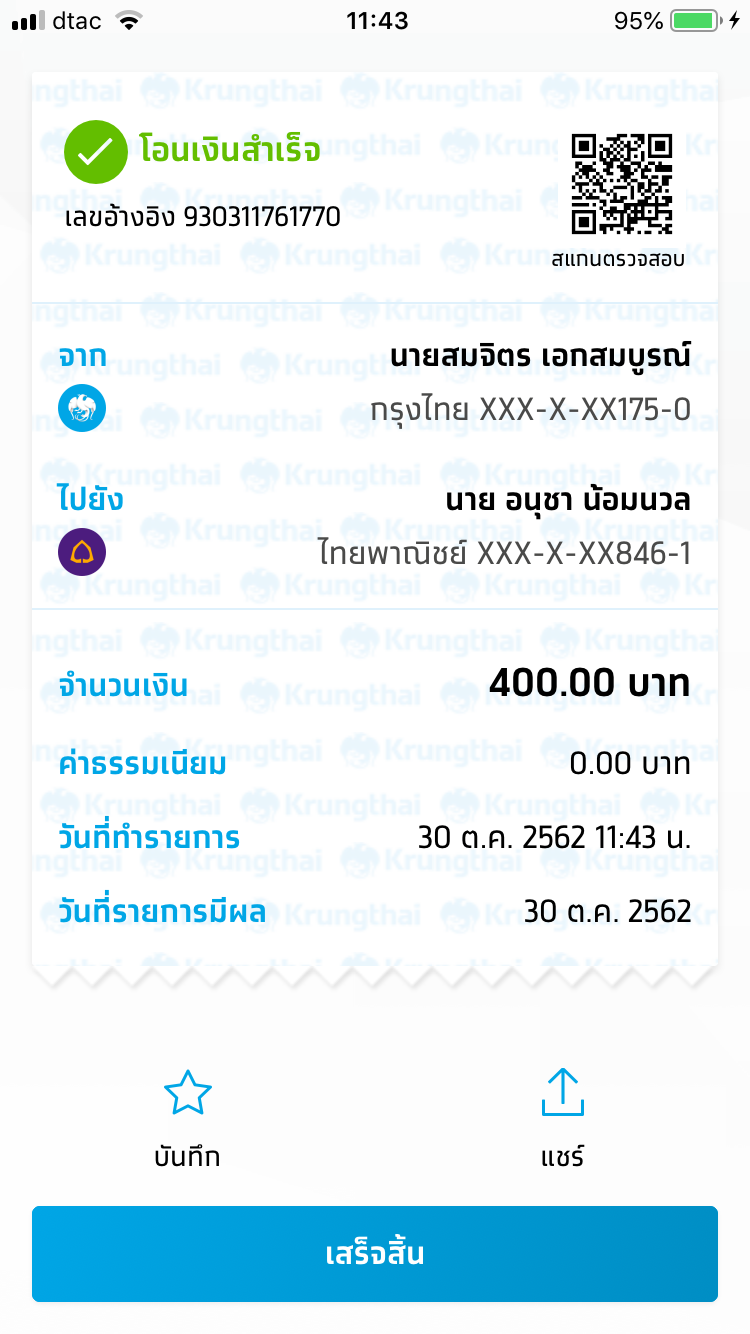 dtac 11:43 95%
โอนเงินสำเร็จ
เลขอ้างอิง 930311761770
สแกนตรวจสอบ
จาก นายสมจิตร เอกสมบูรณ์
กรุงไทย XXX-X-XX175-0
ไปยัง นาย อนุชา น้อมนวล
ไทยพาณิชย์ XXX-X-XX846-1
จำนวนเงิน 400.00 บาท
ค่าธรรมเนียม 0.00 บาท
วันที่ทำรายการ 30 ต.ค. 2562 11:43 น.
วันที่รายการมีผล 30 ต.ค. 2562
บันทึก แชร์
เสร็จสิ้น